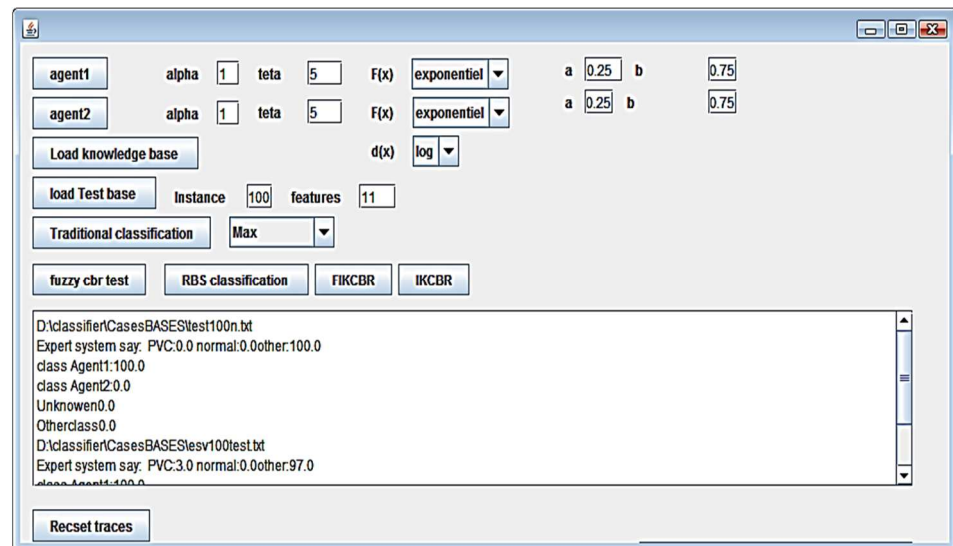 agent1 alpha 1 teta 5 F(x) exponentiel a 0.25 b 0.75
agent2 alpha 1 teta 5 F(x) exponentiel a 0.25 b 0.75
Load knowledge base d(x) log
load Test base Instance 100 features 11
Traditional classification Max
fuzzy cbr test RBS classification FIKCBR IKCBR
D:\classifier\CasesBASES\test100n.txt
Expert system say: PVC:0.0 normal:0.0other:100.0
class Agent1:100.0
class Agent2:0.0
Unknowen0.0
Otherclass0.0
D:\classifier\CasesBASES\esv100test.txt
Expert system say: PVC:3.0 normal:0.0other:97.0
class Agent1:100.0
Recset traces